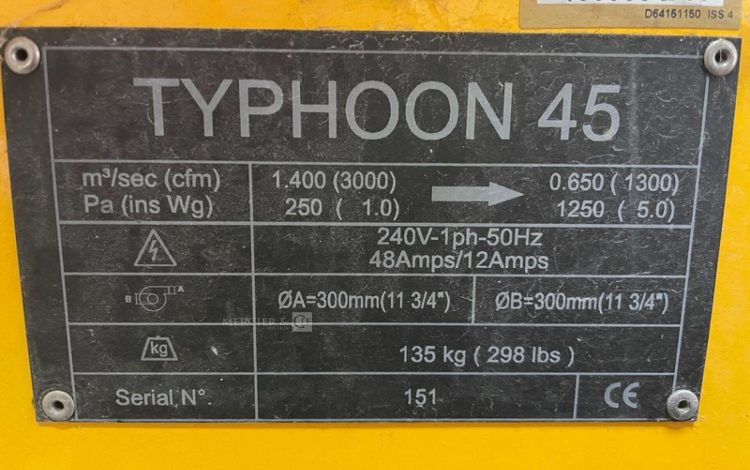 D64151150 ISS 4
TYPHOON 45
m³/sec (cfm) 1.400 (3000) 0.650 ( 1300)
Pa (ins Wg) 250 ( 1.0) 1250 ( 5.0)
240V-1ph-50Hz
48Amps/12Amps
B A ØA=300mm(11 3/4") ØB=300mm(11 3/4")
MERCIER & CIE
kg 135 kg ( 298 lbs )
Serial N°. 151 CE